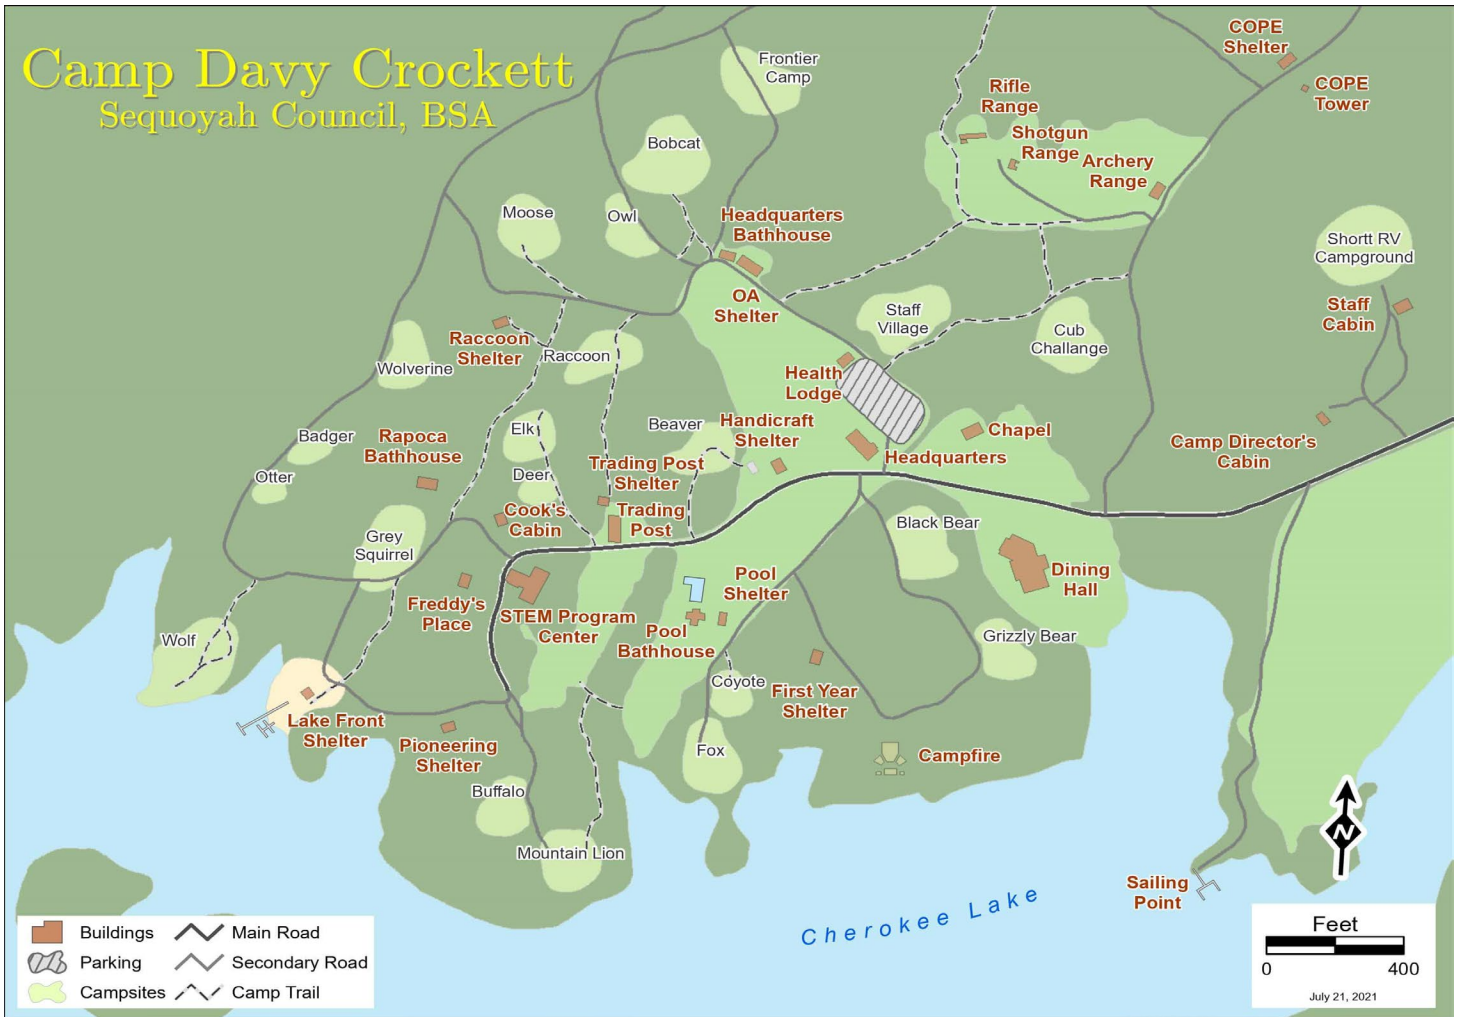 Camp Davy Crockett
Sequoyah Council, BSA
COPE
Shelter
COPE
Tower
Frontier
Camp
Rifle
Range
Shotgun
Range
Archery
Range
Bobcat
Moose
Owl
Headquarters
Bathhouse
Shortt RV
Campground
OA
Shelter
Staff
Village
Staff
Cabin
Cub
Challange
Raccoon
Shelter
Raccoon
Wolverine
Health
Lodge
Handicraft
Shelter
Beaver
Elk
Chapel
Headquarters
Camp Director's
Cabin
Badger
Rapoca
Bathhouse
Otter
Deer
Trading Post
Shelter
Trading
Post
Cook's
Cabin
Black Bear
Grey
Squirrel
Dining
Hall
Pool
Shelter
Freddy's
Place
STEM Program
Center
Pool
Bathhouse
Grizzly Bear
Wolf
Coyote
First Year
Shelter
Lake Front
Shelter
Pioneering
Shelter
Fox
Campfire
Buffalo
Mountain Lion
N
Sailing
Point
Cherokee Lake
Buildings
Main Road
Parking
Secondary Road
Campsites
Camp Trail
Feet
0 400
July 21, 2021